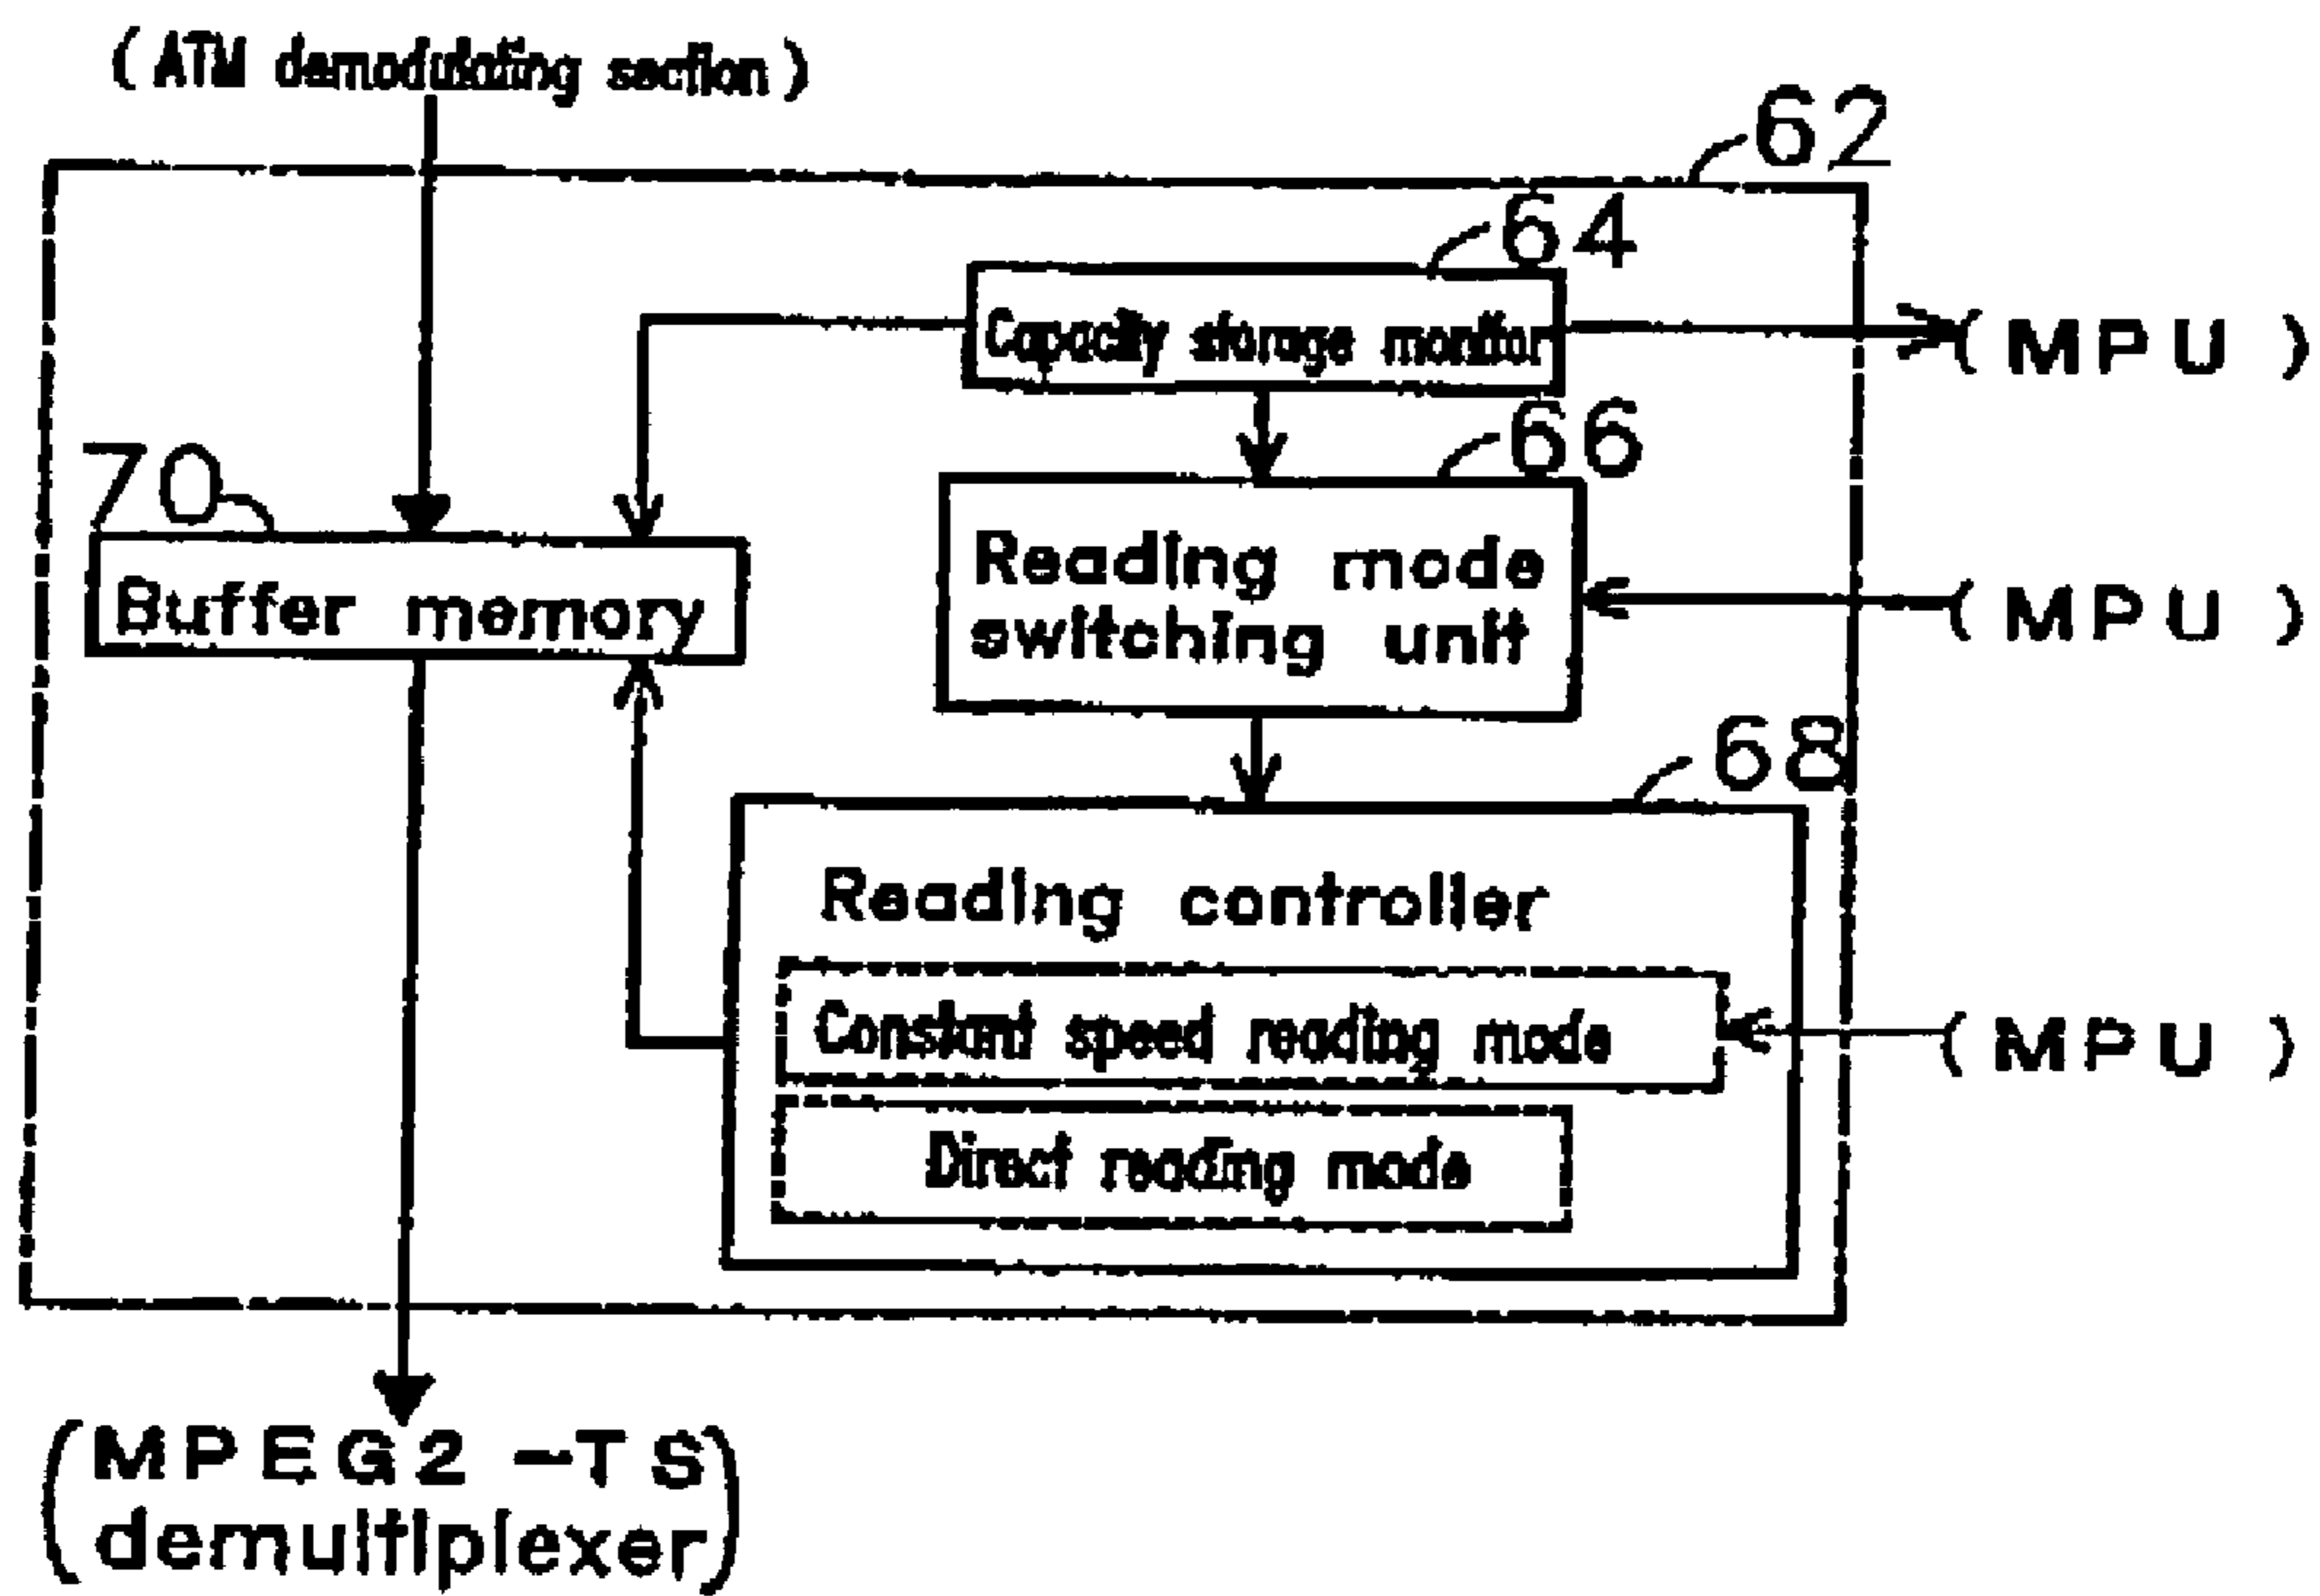 ( ATM demodulating section )
62
64
Capacity storage monitor
( MPU )
66
70
Reading mode
switching unit
Buffer memory
( MPU )
68
Reading controller
Constant speed reading mode
( MPU )
Direct reading mode
( MPEG2-TS
demultiplexer )